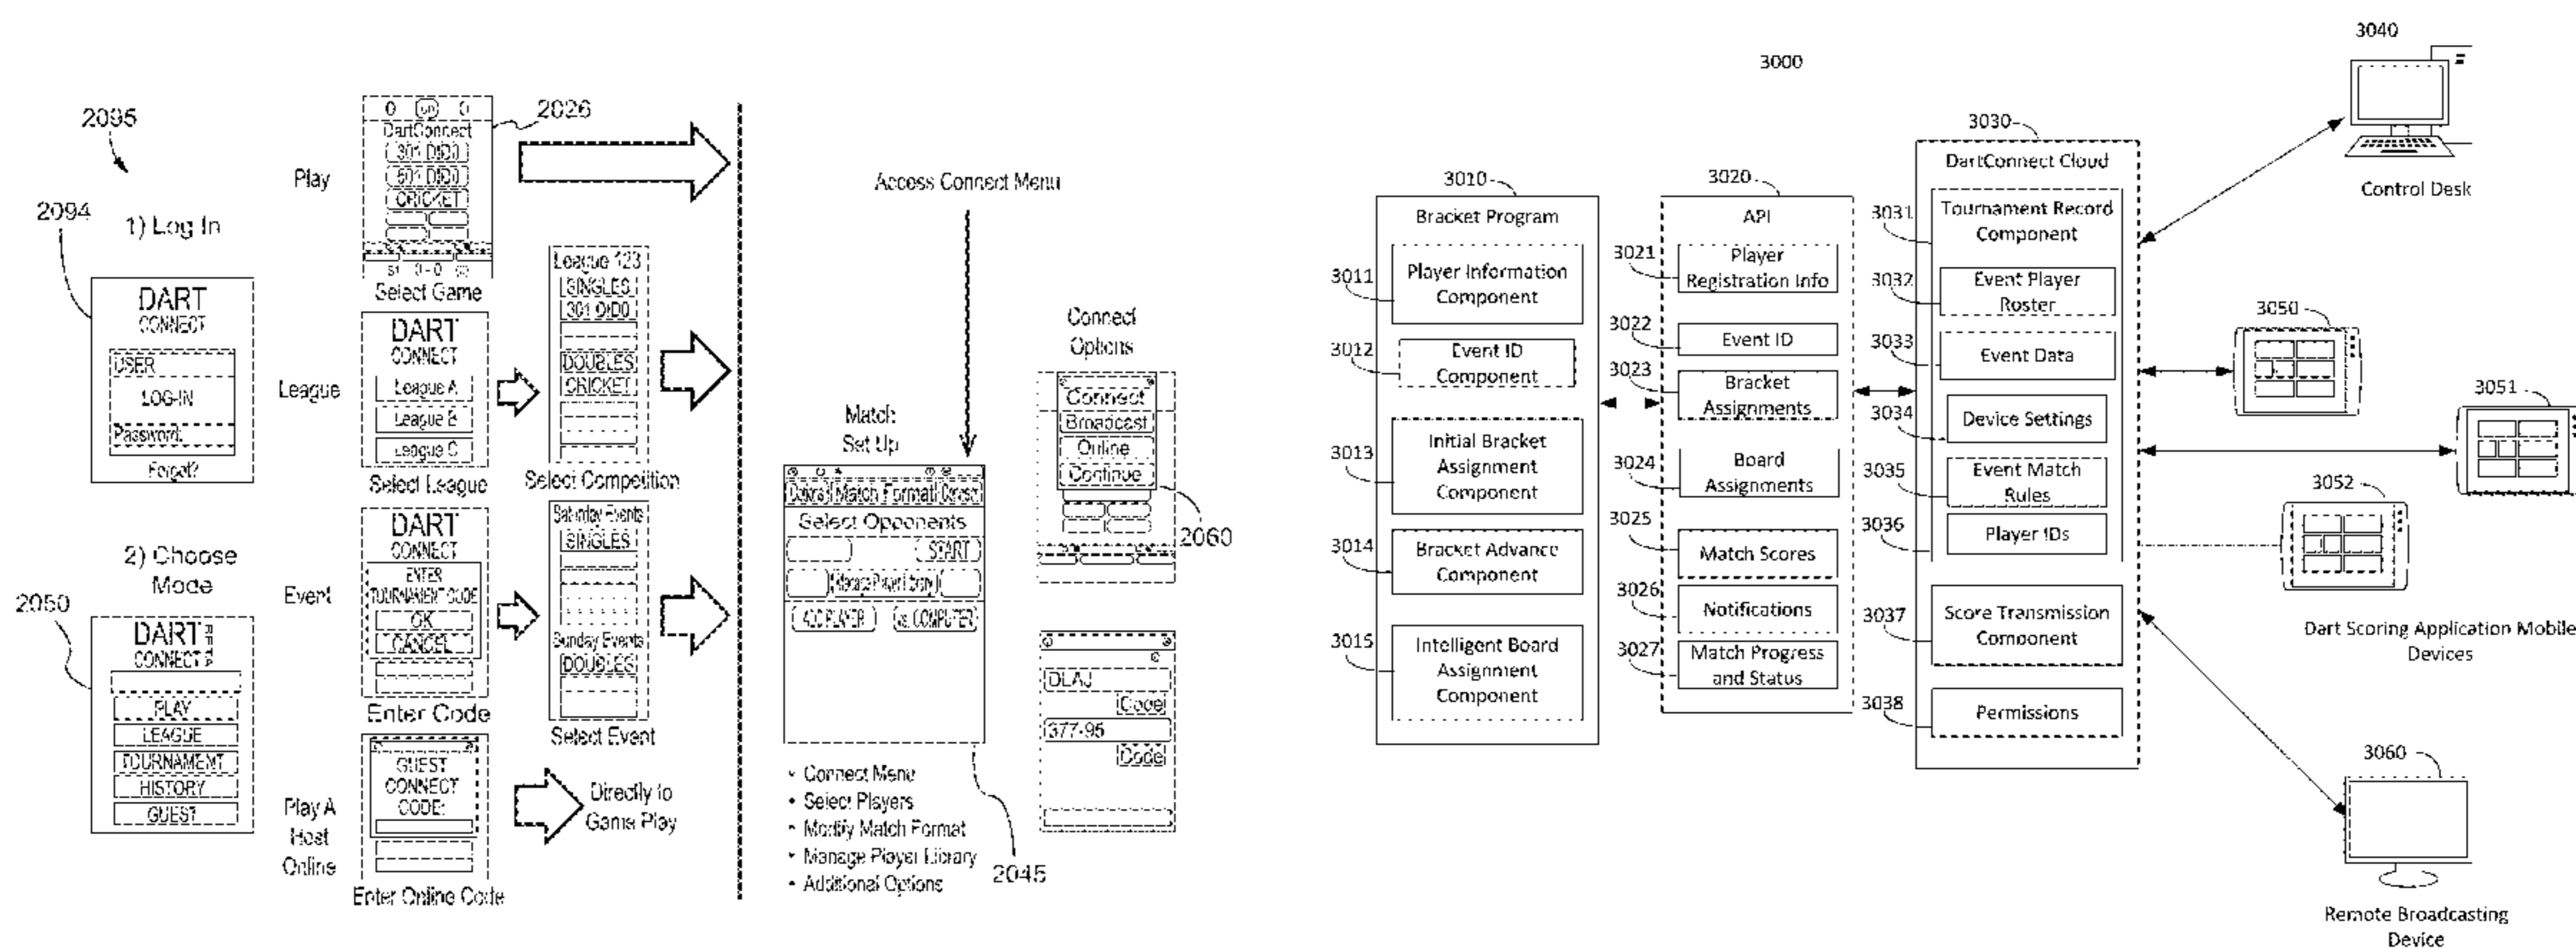 2095
2094
1) Log In
DART
CONNECT
USER
LOG-IN
Password:
Forgot?
2) Choose
Mode
2050
DART
CONNECT
PLAY
LEAGUE
TOURNAMENT
HISTORY
GUEST
Play
DartConnect
301 DIDO
501 DIDO
CRICKET
0-0
Select Game
2026
League
DART
CONNECT
League A
League B
League C
Select League
League 123
SINGLES
301 DIDO
DOUBLES
CRICKET
Select Competition
Event
DART
CONNECT
ENTER
TOURNAMENT CODE
OK
CANCEL
Enter Code
Saturday Events
SINGLES
Sunday Events
DOUBLES
Select Event
Play A
Host
Online
GUEST
CONNECT
CODE:
Enter Online Code
Directly to
Game Play
Access Connect Menu
Match
Set Up
Options Match Format Connect
Select Opponents
START
Manage Player Library
ADD PLAYER
vs. COMPUTER
• Connect Menu
• Select Players
• Modify Match Format
• Manage Player Library
• Additional Options
2045
Connect
Options
Connect
Broadcast
Online
Continue
2060
DLAJ
Code
377-95
Code
3000
3010
Bracket Program
3011
Player Information
Component
3012
Event ID
Component
3013
Initial Bracket
Assignment
Component
3014
Bracket Advance
Component
3015
Intelligent Board
Assignment
Component
3020
API
3021
Player
Registration Info
3022
Event ID
3023
Bracket
Assignments
3024
Board
Assignments
3025
Match Scores
3026
Notifications
3027
Match Progress
and Status
3030
DartConnect Cloud
3031
Tournament Record
Component
3032
Event Player
Roster
3033
Event Data
3034
Device Settings
3035
Event Match
Rules
3036
Player IDs
3037
Score Transmission
Component
3038
Permissions
3040
Control Desk
3050
3051
3052
Dart Scoring Application Mobile
Devices
3060
Remote Broadcasting
Device